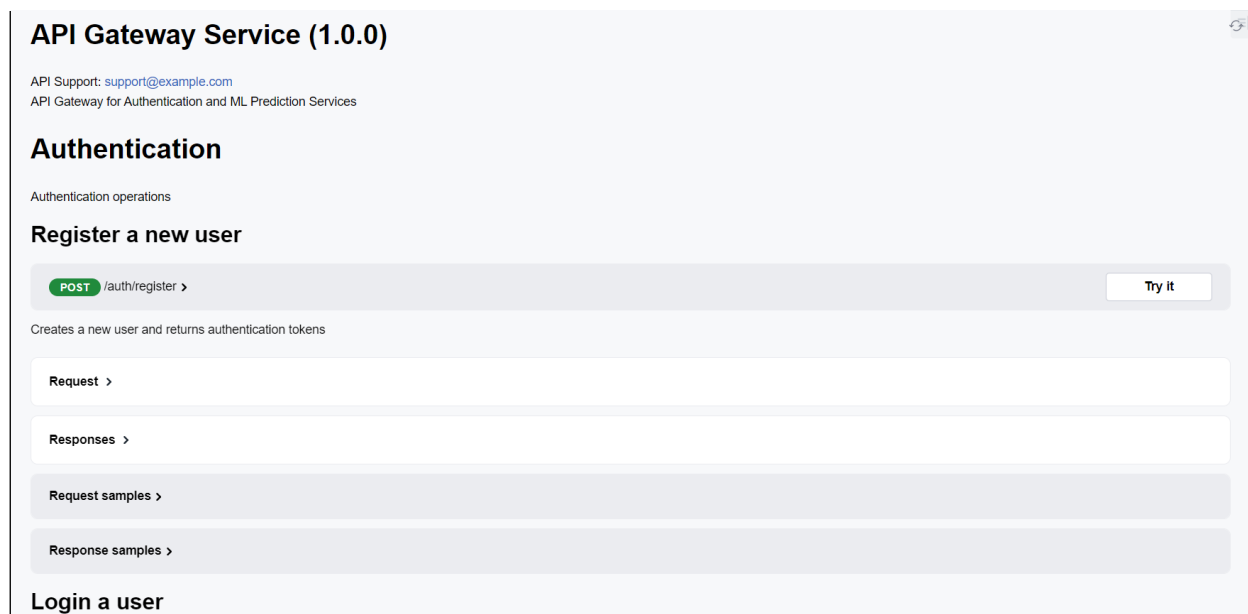 API Gateway Service (1.0.0)
API Support: support@example.com
API Gateway for Authentication and ML Prediction Services
Authentication
Authentication operations
Register a new user
POST /auth/register
Try it
Creates a new user and returns authentication tokens
Request
Responses
Request samples
Response samples
Login a user